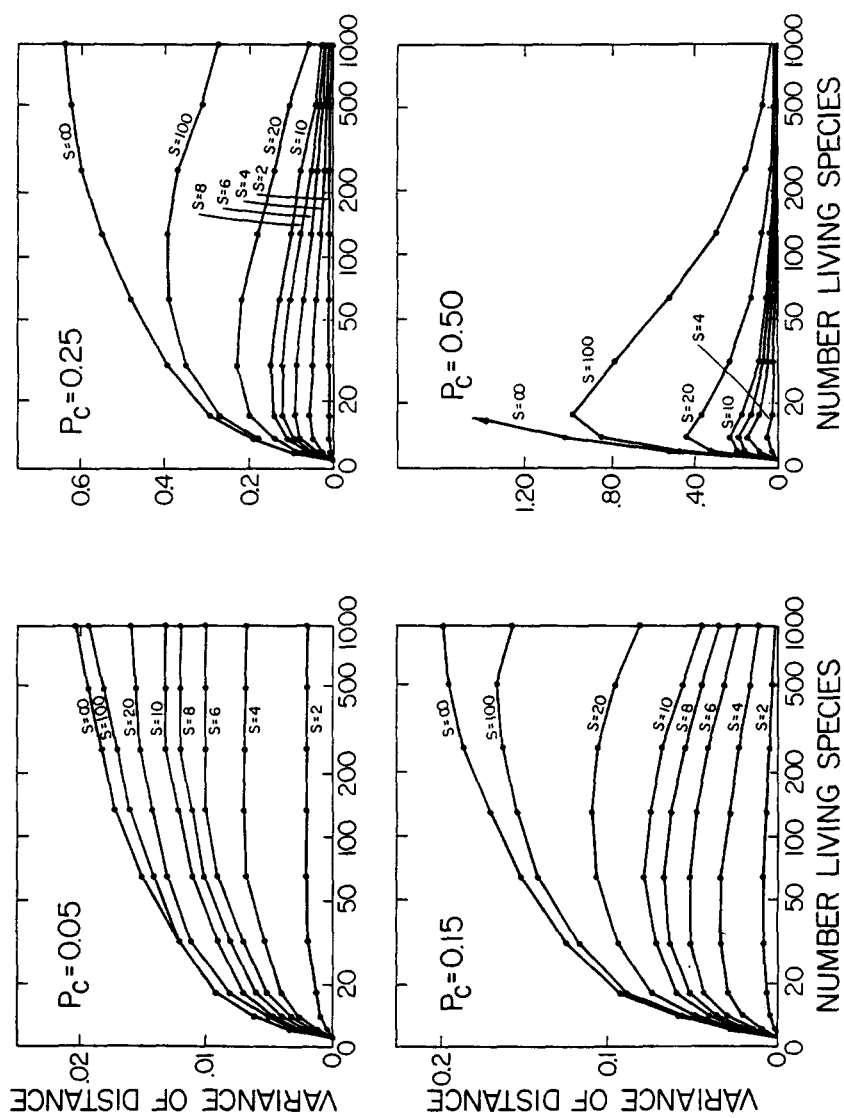 P_C=0.05
.02
.01
0
VARIANCE OF DISTANCE
S=∞
S=100
S=20
S=10
S=8
S=6
S=4
S=2
0 20 50 100 200 500 1000
P_C=0.25
0.6
0.4
0.2
0
S=∞
S=100
S=20
S=10
S=8
S=6
S=4
S=2
0 20 50 100 200 500 1000
P_C=0.15
0.2
0.1
0
VARIANCE OF DISTANCE
S=∞
S=100
S=20
S=10
S=8
S=6
S=4
S=2
0 20 50 100 200 500 1000
NUMBER LIVING SPECIES
P_C=0.50
1.20
.80
.40
0
S=∞
S=100
S=20
S=10
S=4
0 20 50 100 200 500 1000
NUMBER LIVING SPECIES